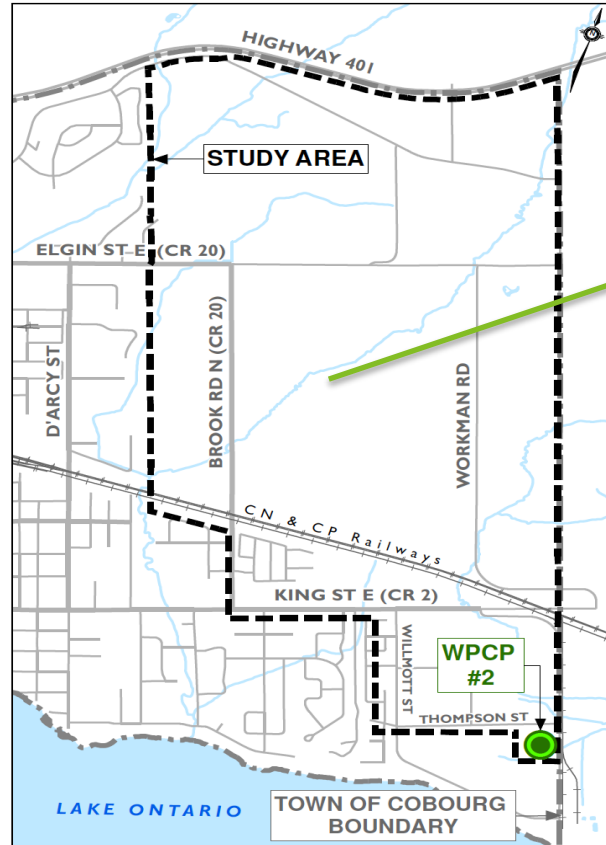 HIGHWAY 401
STUDY AREA
ELGIN ST E (CR 20)
D'ARCY ST
BROOK RD N (CR 20)
WORKMAN RD
CN & CP Railways
KING ST E (CR 2)
WILLMOTT ST
WPCP
#2
THOMPSON ST
LAKE ONTARIO
TOWN OF COBOURG
BOUNDARY